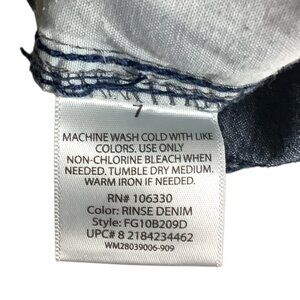 7
MACHINE WASH COLD WITH LIKE
COLORS. USE ONLY
NON-CHLORINE BLEACH WHEN
NEEDED. TUMBLE DRY MEDIUM.
WARM IRON IF NEEDED.
RN# 106330
Color: RINSE DENIM
Style: FG10B209D
UPC# 8 2184234462
WM28039006-909